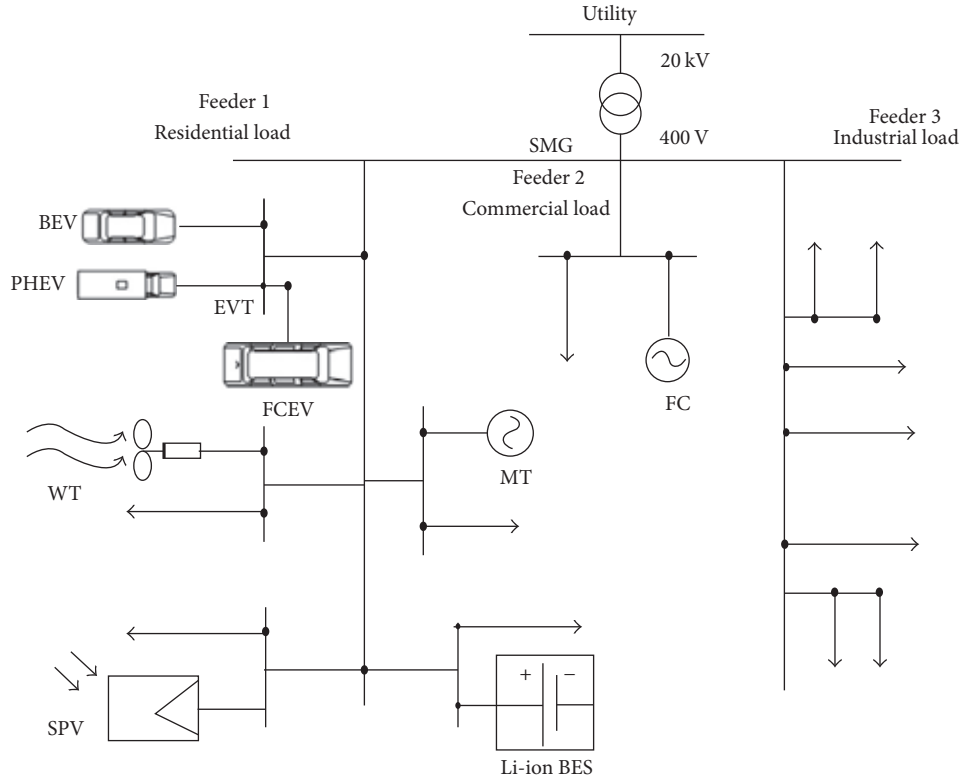 Utility
20 kV
Feeder 1
Residential load
400 V
Feeder 3
Industrial load
SMG
Feeder 2
Commercial load
BEV
PHEV
EVT
FCEV
FC
WT
MT
SPV
+ −
Li-ion BES